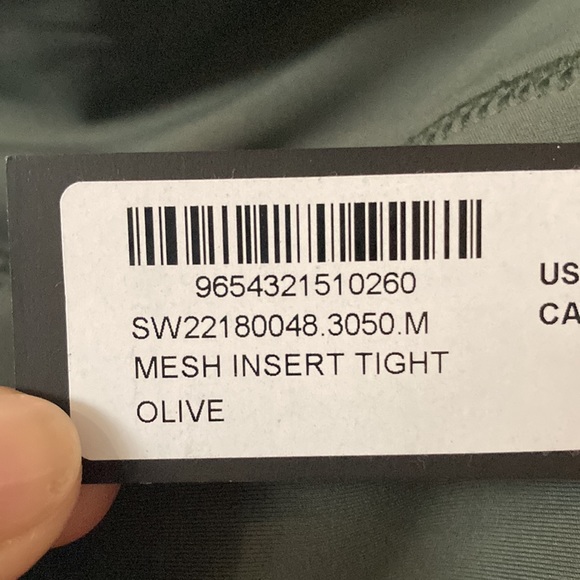 9654321510260
SW22180048.3050.M
MESH INSERT TIGHT
OLIVE
US
CA